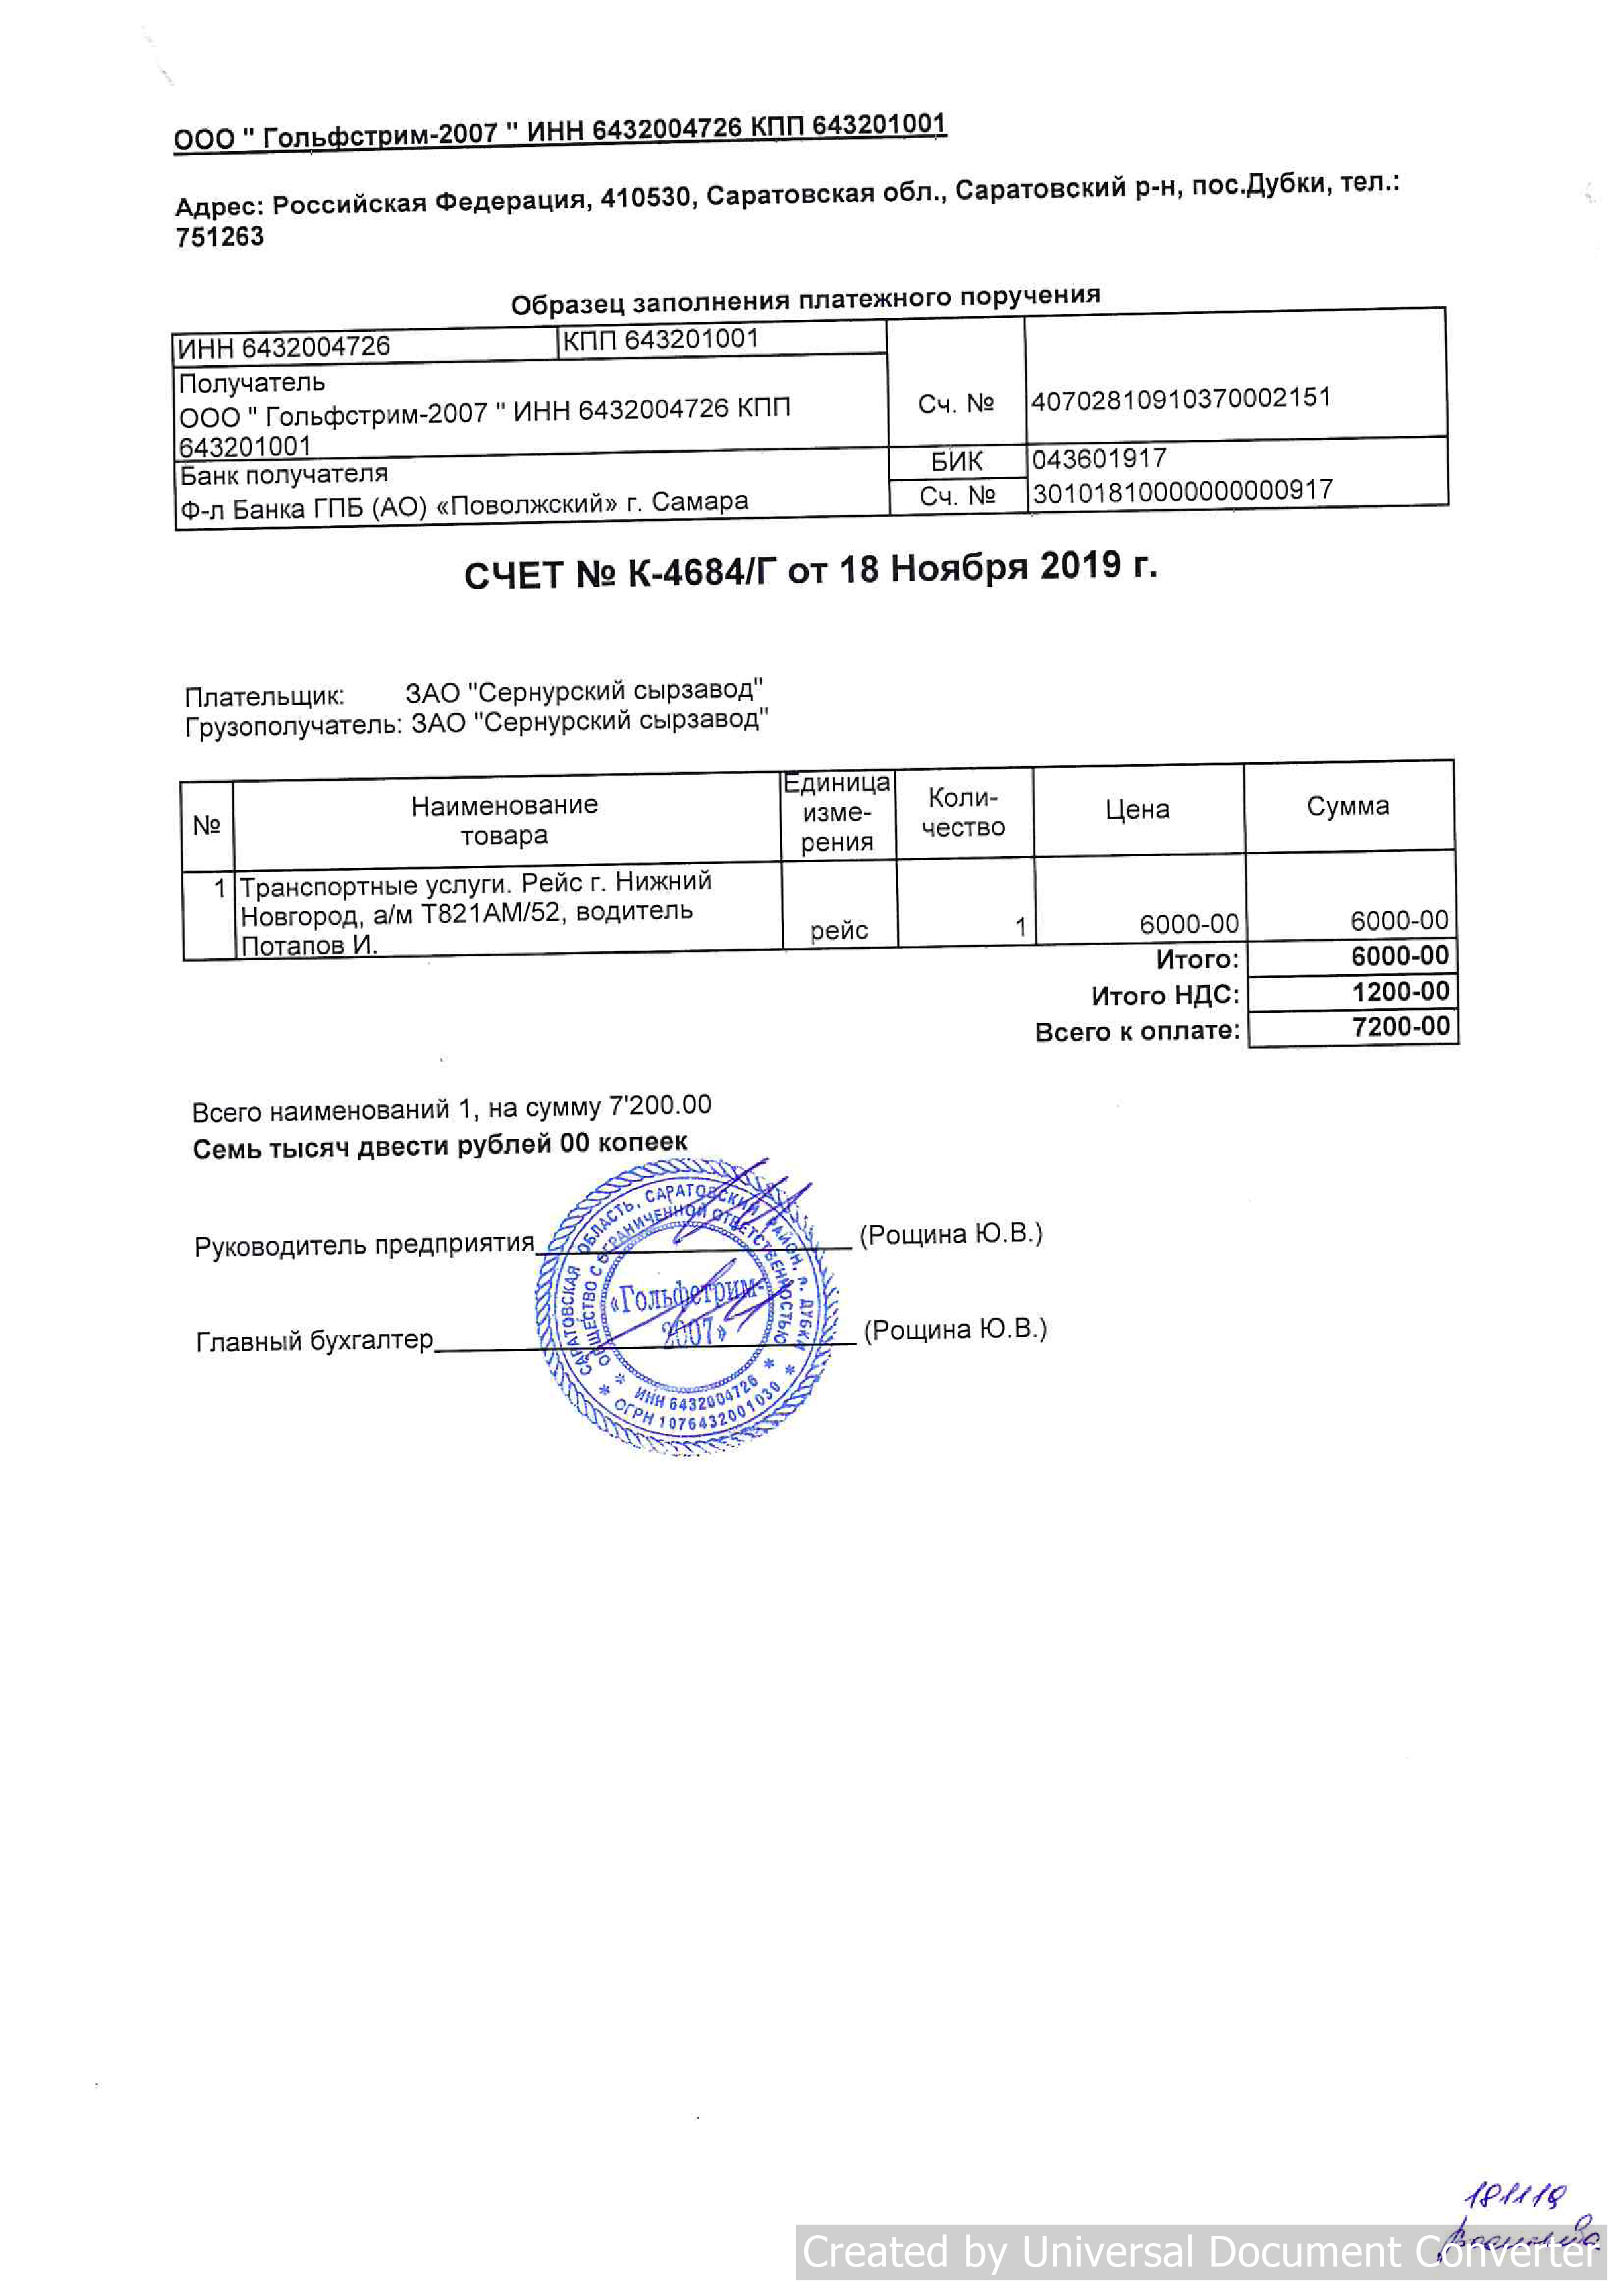 ООО " Гольфстрим-2007 " ИНН 6432004726 КПП 643201001
Адрес: Российская Федерация, 410530, Саратовская обл., Саратовский р-н, пос.Дубки, тел.:
751263
Образец заполнения платежного поручения
ИНН 6432004726 КПП 643201001
Получатель
ООО " Гольфстрим-2007 " ИНН 6432004726 КПП
643201001
Сч. № 40702810910370002151
Банк получателя
Ф-л Банка ГПБ (АО) «Поволжский» г. Самара
БИК 043601917
Сч. № 30101810000000000917
СЧЕТ № К-4684/Г от 18 Ноября 2019 г.
Плательщик: ЗАО "Сернурский сырзавод"
Грузополучатель: ЗАО "Сернурский сырзавод"
№
Наименование
товара
Единица
изме-
рения
Коли-
чество
Цена
Сумма
1 Транспортные услуги. Рейс г. Нижний
Новгород, а/м Т821АМ/52, водитель
Потапов И.
рейс 1 6000-00 6000-00
Итого: 6000-00
Итого НДС: 1200-00
Всего к оплате: 7200-00
Всего наименований 1, на сумму 7'200.00
Семь тысяч двести рублей 00 копеек
Руководитель предприятия (Рощина Ю.В.)
Главный бухгалтер (Рощина Ю.В.)
САРАТОВСКАЯ ОБЛАСТЬ, САРАТОВСКИЙ РАЙОН, п. ДУБКИ
ОБЩЕСТВО С ОГРАНИЧЕННОЙ ОТВЕТСТВЕННОСТЬЮ
«Гольфстрим-
2007»
* ИНН 6432004726 *
* ОГРН 1076432001030 *
181119
Created by Universal Document Converter